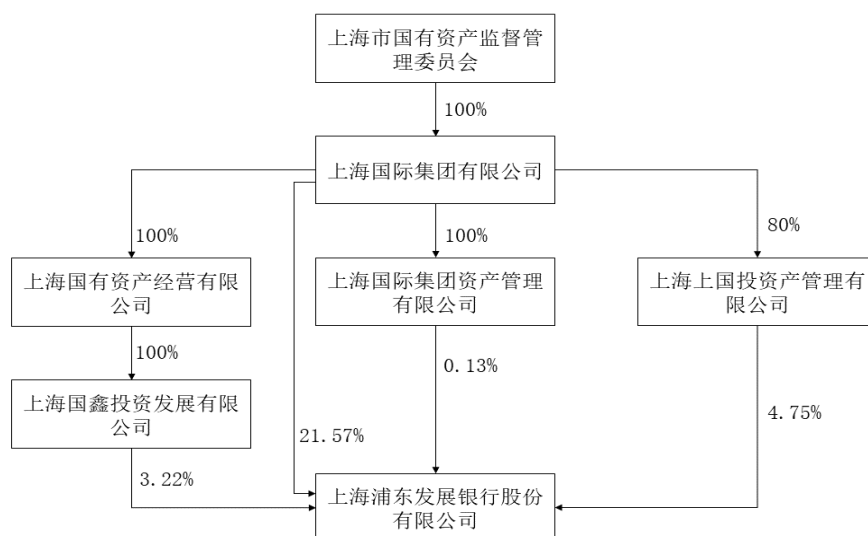 上海市国有资产监督管
理委员会
100%
上海国际集团有限公司
100%
100%
80%
上海国有资产经营有限
公司
上海国际集团资产管理
有限公司
上海上国投资产管理有
限公司
100%
0.13%
上海国鑫投资发展有限
公司
4.75%
21.57%
3.22%
上海浦东发展银行股份
有限公司